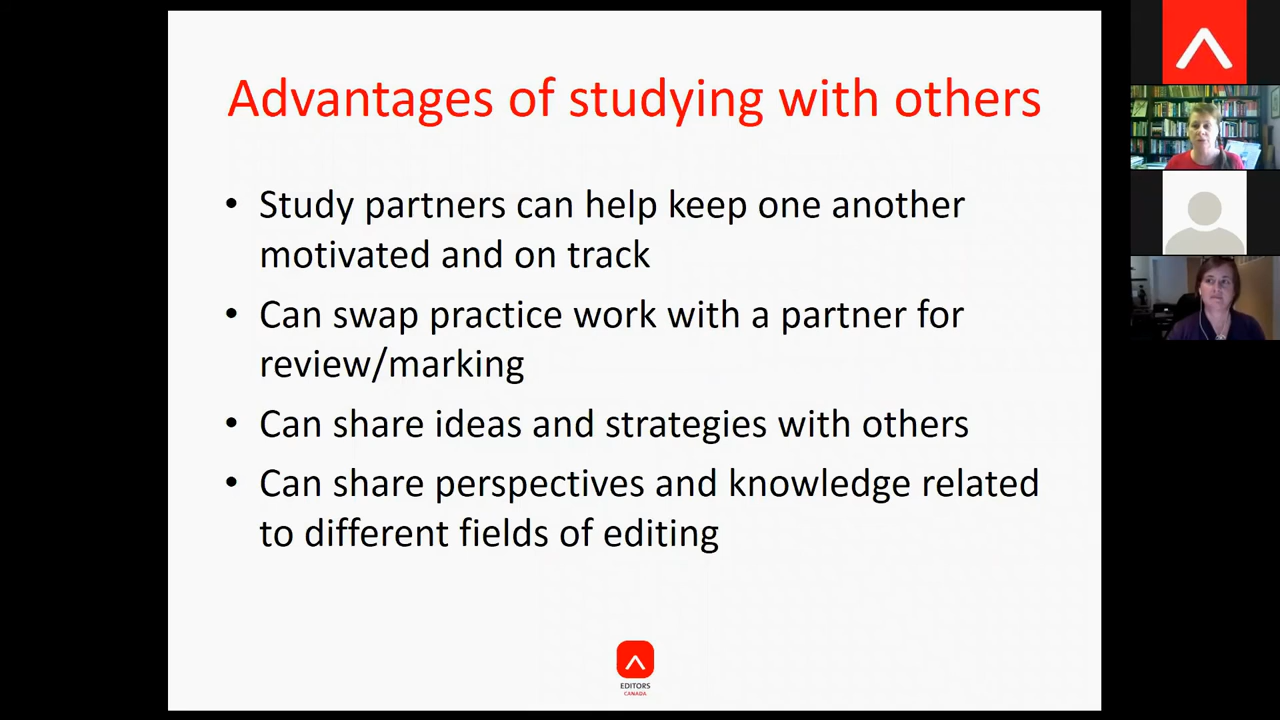 Advantages of studying with others
• Study partners can help keep one another
motivated and on track
• Can swap practice work with a partner for
review/marking
• Can share ideas and strategies with others
• Can share perspectives and knowledge related
to different fields of editing
EDITORS
CANADA